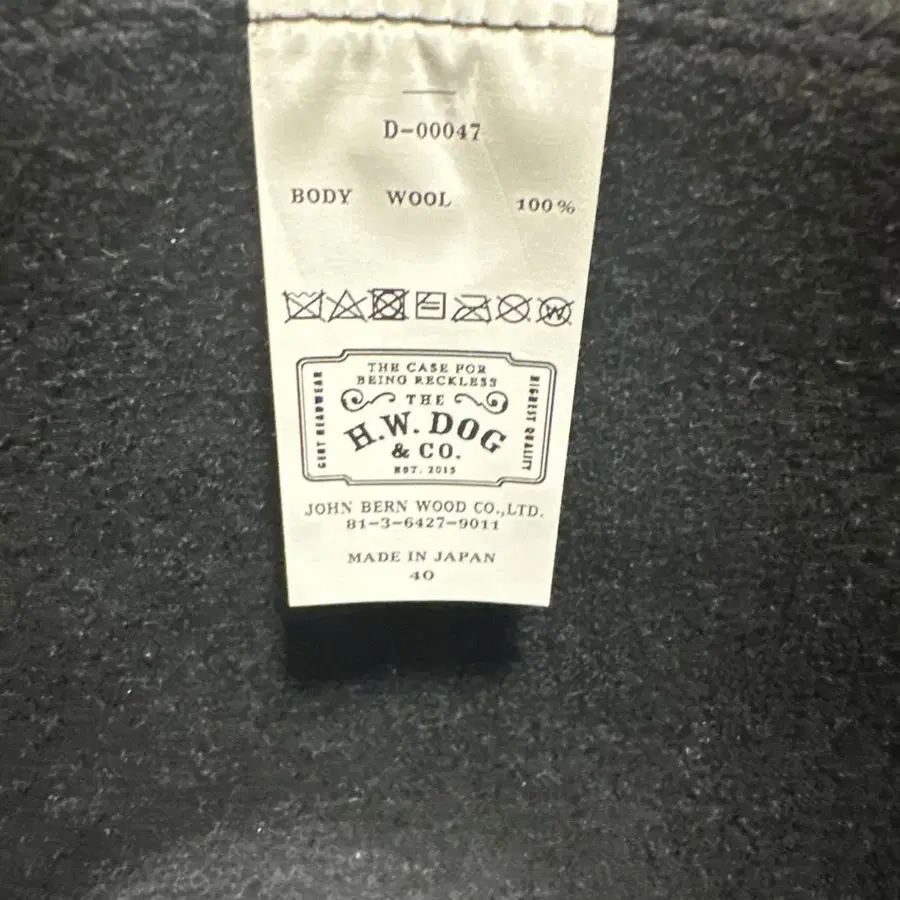 D-00047
BODY WOOL 100%
W
THE CASE FOR
BEING RECKLESS
THE
H.W. DOG
& CO.
EST. 2015
GENT HEADWEAR
HIGHEST QUALITY
JOHN BERN WOOD CO.,LTD.
81-3-6427-9011
MADE IN JAPAN
40